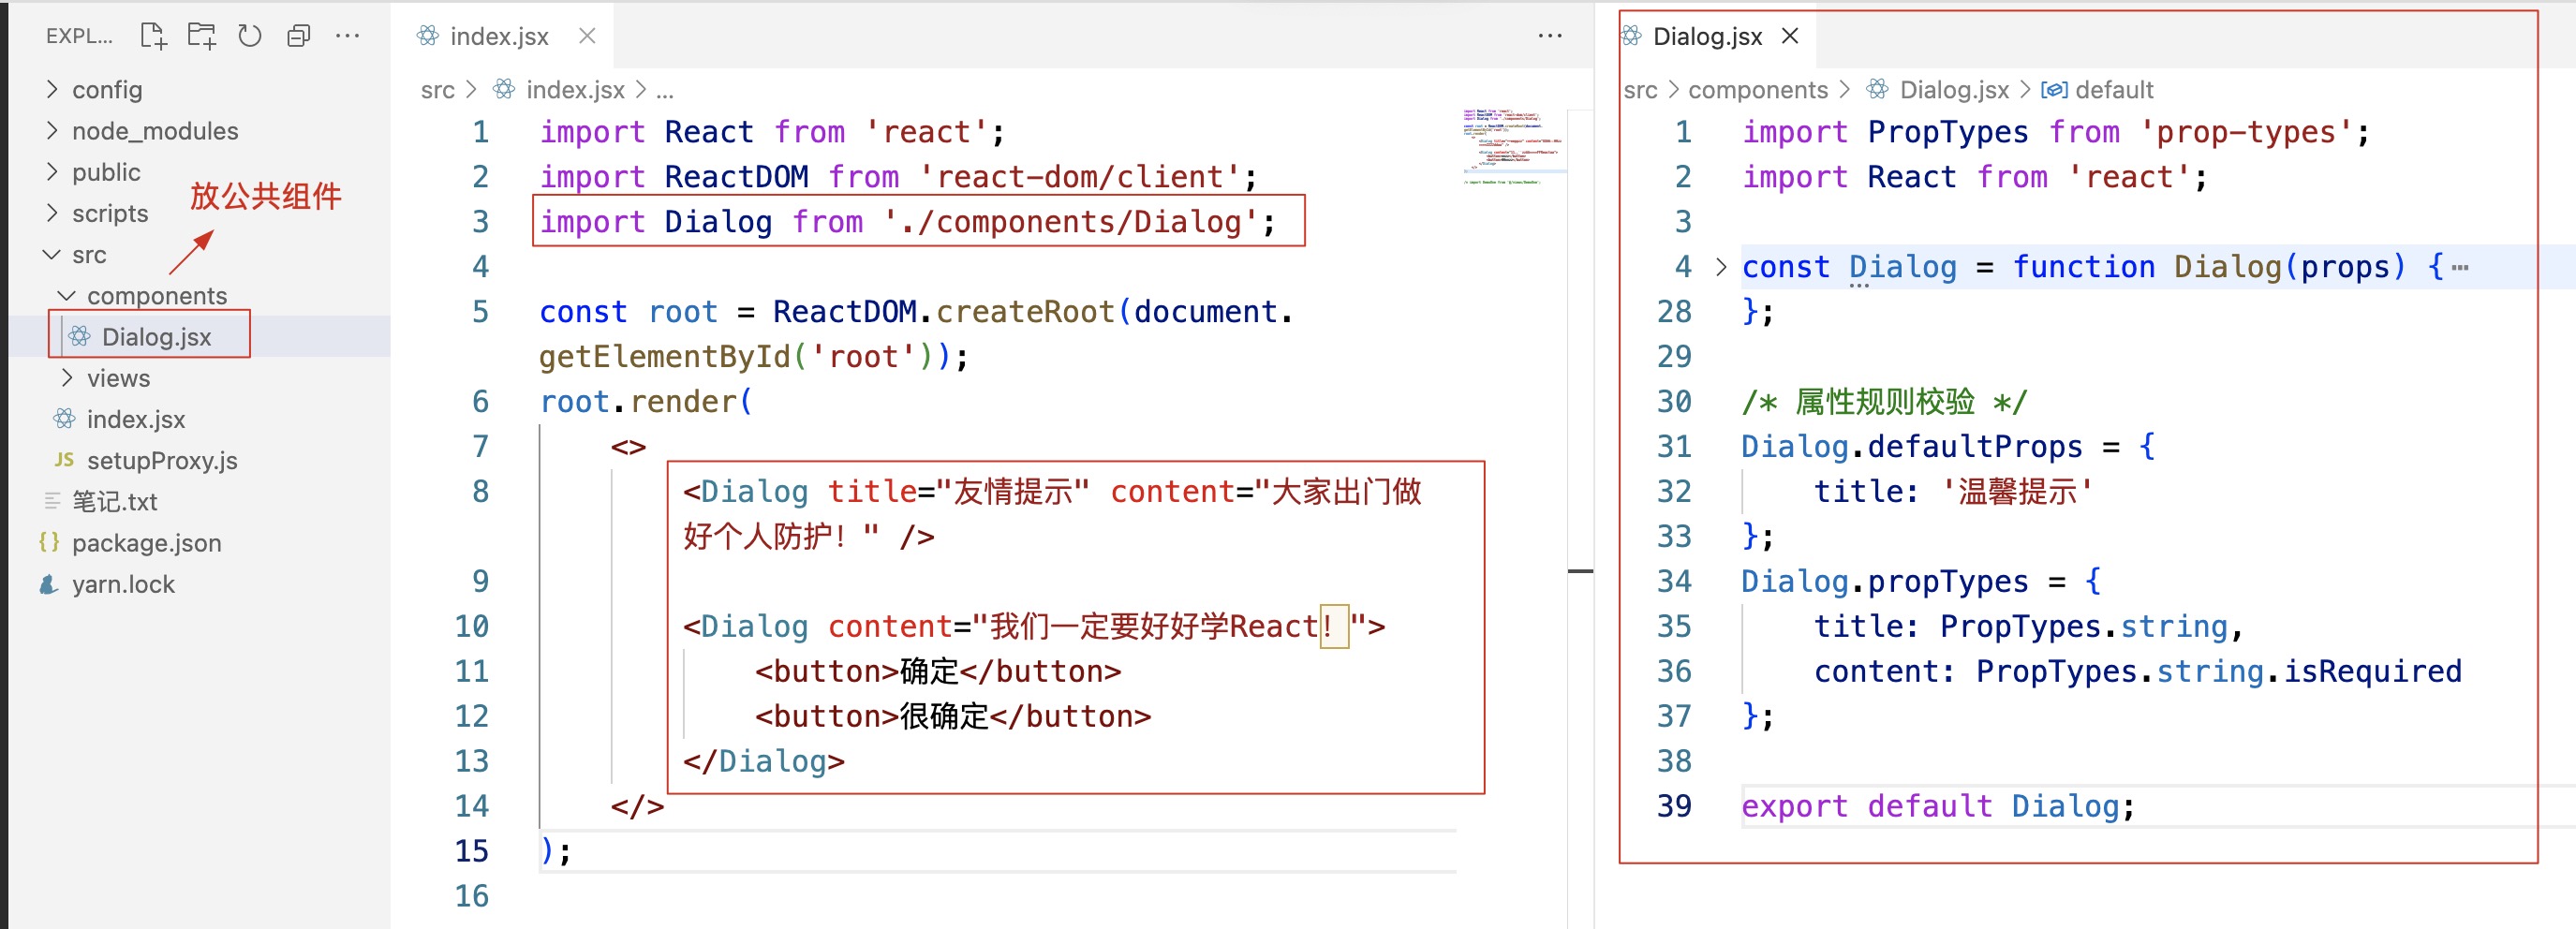 EXPL...
config
node_modules
public
scripts
放公共组件
src
components
Dialog.jsx
views
index.jsx
JS setupProxy.js
笔记.txt
{} package.json
yarn.lock
index.jsx
src > index.jsx > ...
1 import React from 'react';
2 import ReactDOM from 'react-dom/client';
3 import Dialog from './components/Dialog';
4
5 const root = ReactDOM.createRoot(document.
getElementById('root'));
6 root.render(
7 <>
8 <Dialog title="友情提示" content="大家出门做
好个人防护！" />
9
10 <Dialog content="我们一定要好好学React！">
11 <button>确定</button>
12 <button>很确定</button>
13 </Dialog>
14 </>
15 );
16
Dialog.jsx
src > components > Dialog.jsx > default
1 import PropTypes from 'prop-types';
2 import React from 'react';
3
4 const Dialog = function Dialog(props) {…
28 };
29
30 /* 属性规则校验 */
31 Dialog.defaultProps = {
32 title: '温馨提示'
33 };
34 Dialog.propTypes = {
35 title: PropTypes.string,
36 content: PropTypes.string.isRequired
37 };
38
39 export default Dialog;